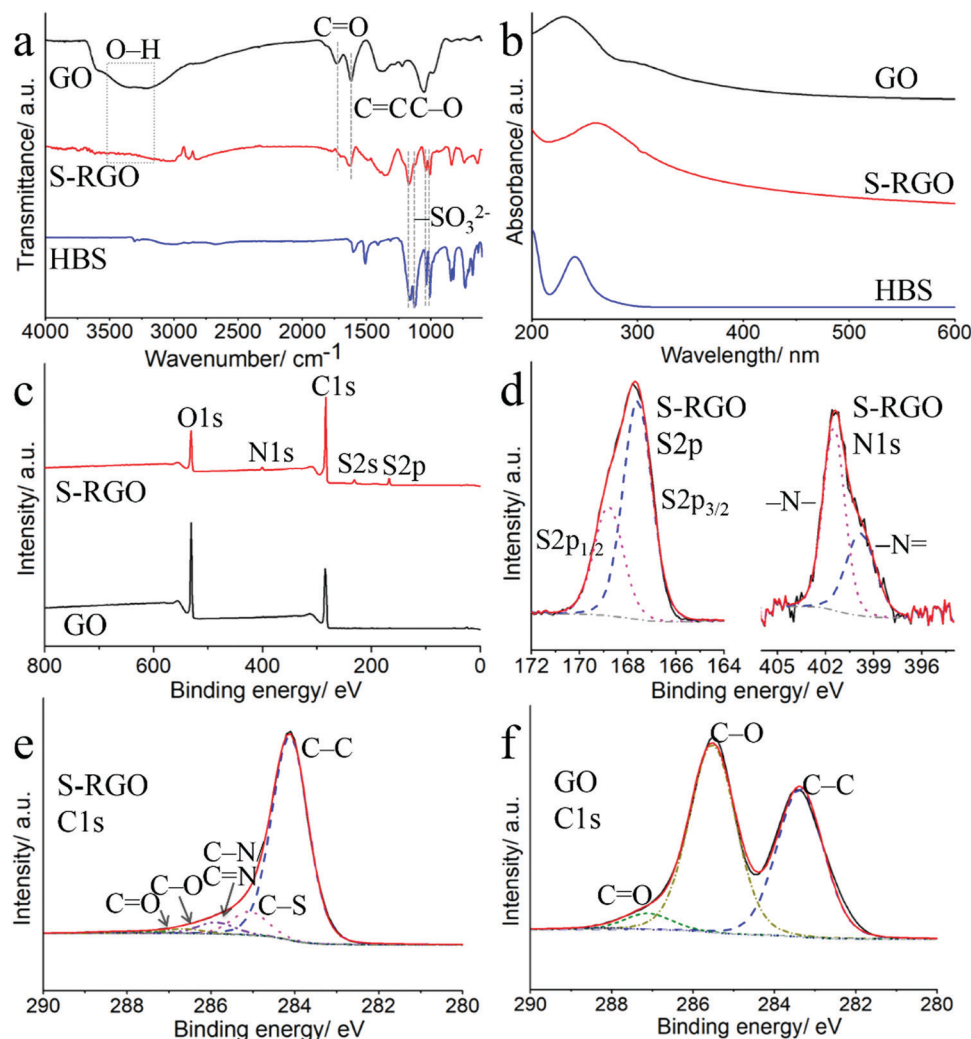 a
C=O
O–H
GO
C=C C–O
S-RGO
–SO₃²⁻
HBS
Transmittance/ a.u.
4000 3500 3000 2500 2000 1500 1000
Wavenumber/ cm⁻¹
b
GO
S-RGO
HBS
Absorbance/ a.u.
200 300 400 500 600
Wavelength/ nm
c
C1s
O1s
N1s
S2s S2p
S-RGO
GO
Intensity/ a.u.
800 600 400 200 0
Binding energy/ eV
d
S-RGO
S2p
S2p₃/₂
S2p₁/₂
S-RGO
N1s
–N–
–N=
Intensity/ a.u.
172 170 168 166 164
405 402 399 396
Binding energy/ eV
e
S-RGO
C1s
C–C
C–N/
C=N
C–O
C=O
C–S
Intensity/ a.u.
290 288 286 284 282 280
Binding energy/ eV
f
GO
C1s
C–O
C–C
C=O
Intensity/ a.u.
290 288 286 284 282 280
Binding energy/ eV